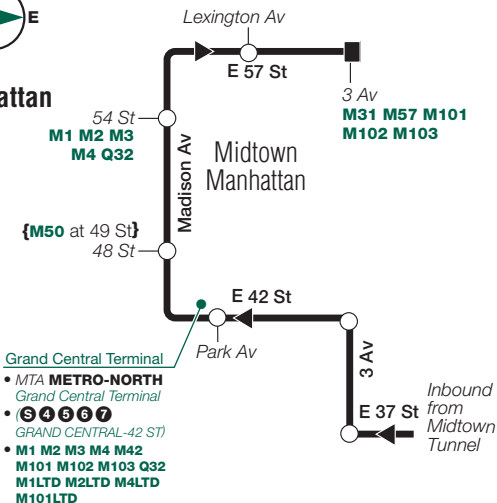 E
attan
Lexington Av
E 57 St
3 Av
M31 M57 M101
M102 M103
54 St
M1 M2 M3
M4 Q32
Madison Av
Midtown
Manhattan
{M50 at 49 St}
48 St
E 42 St
Park Av
3 Av
E 37 St
Inbound
from
Midtown
Tunnel
Grand Central Terminal
• MTA METRO-NORTH
Grand Central Terminal
• (S 4 5 6 7
GRAND CENTRAL-42 ST)
• M1 M2 M3 M4 M42
M101 M102 M103 Q32
M1LTD M2LTD M4LTD
M101LTD